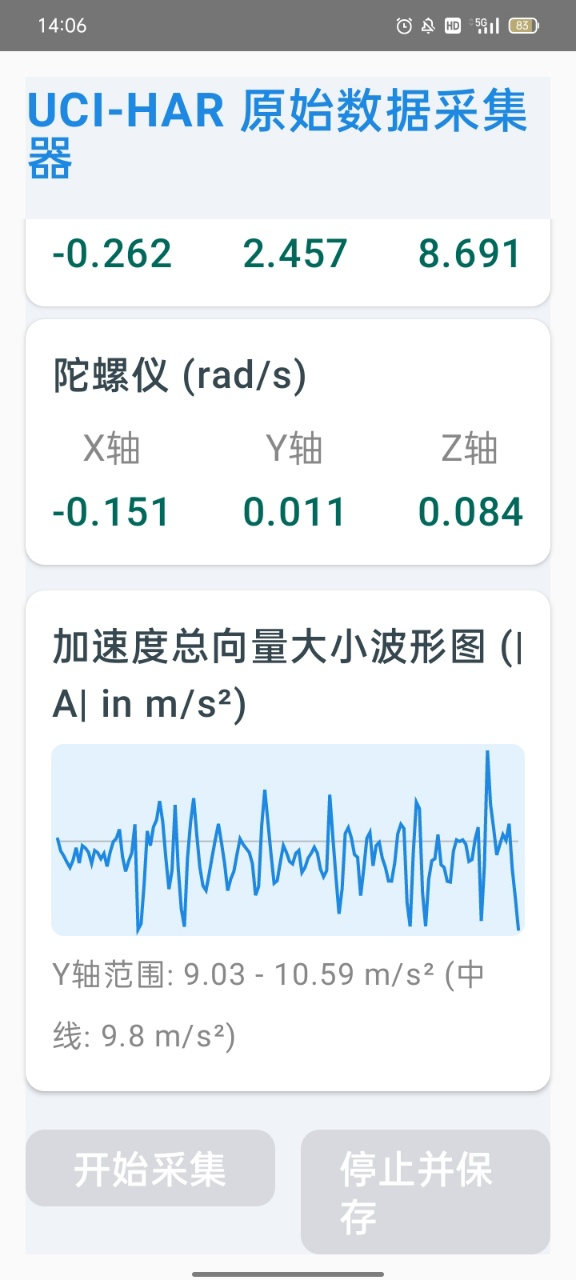 14:06
HD 5G 83
UCI-HAR 原始数据采集
器
-0.262 2.457 8.691
陀螺仪 (rad/s)
X轴 Y轴 Z轴
-0.151 0.011 0.084
加速度总向量大小波形图 (|
A| in m/s²)
Y轴范围: 9.03 - 10.59 m/s² (中
线: 9.8 m/s²)
开始采集
停止并保
存